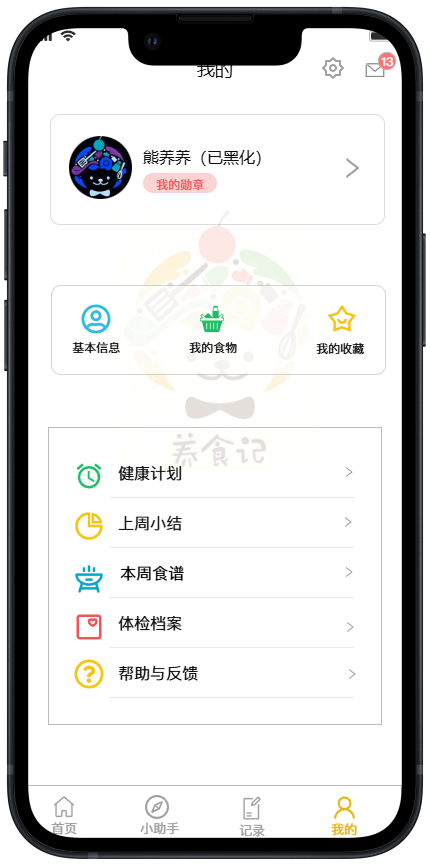 我的
13
熊养养（已黑化）
我的勋章
基本信息
我的食物
我的收藏
养食记
健康计划
上周小结
本周食谱
体检档案
帮助与反馈
首页
小助手
记录
我的